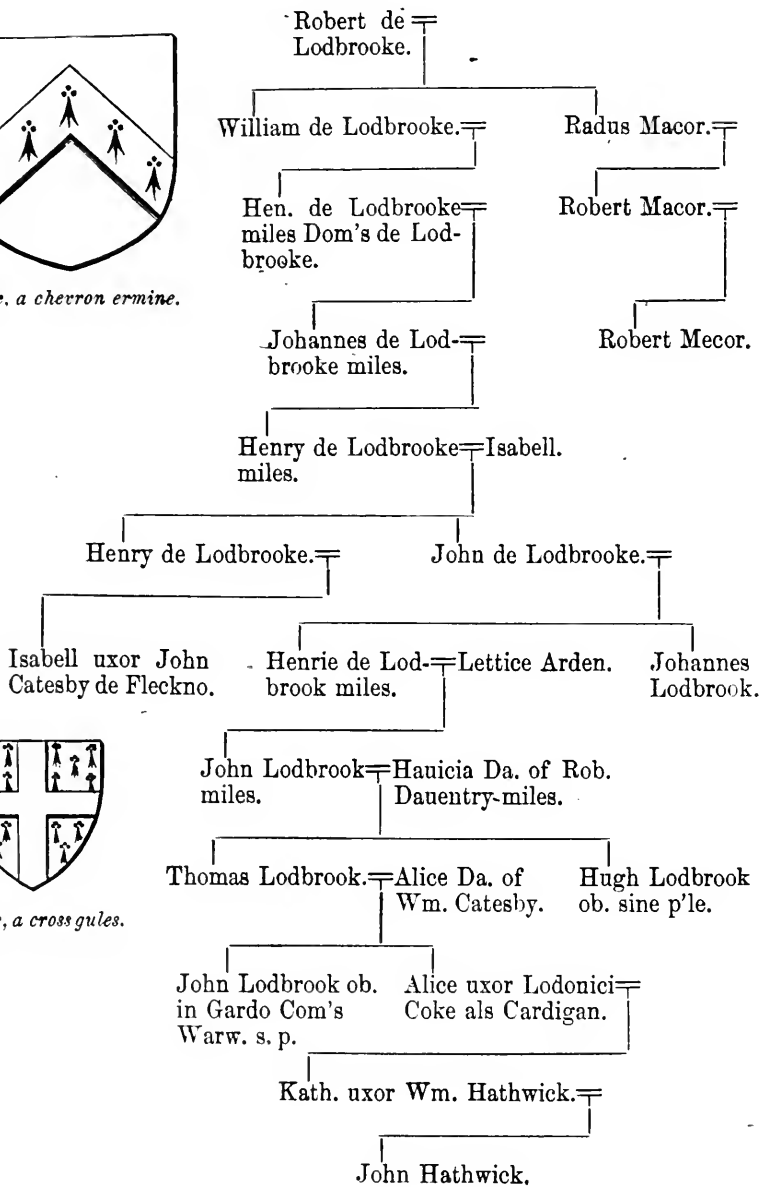 Robert de
Lodbrooke.
William de Lodbrooke. Radus Macor.
Hen. de Lodbrooke Robert Macor.
miles Dom's de Lod-
brooke.
a chevron ermine.
Johannes de Lod- Robert Mecor.
brooke miles.
Henry de Lodbrooke Isabell.
miles.
Henry de Lodbrooke. John de Lodbrooke.
Isabell uxor John Henrie de Lod- Lettice Arden. Johannes
Catesby de Fleckno. brook miles. Lodbrook.
John Lodbrook Hauicia Da. of Rob.
miles. Dauentry miles.
Thomas Lodbrook. Alice Da. of Hugh Lodbrook
Wm. Catesby. ob. sine p'le.
a cross gules.
John Lodbrook ob. Alice uxor Lodonici
in Gardo Com's Coke als Cardigan.
Warw. s. p.
Kath. uxor Wm. Hathwick.
John Hathwick.